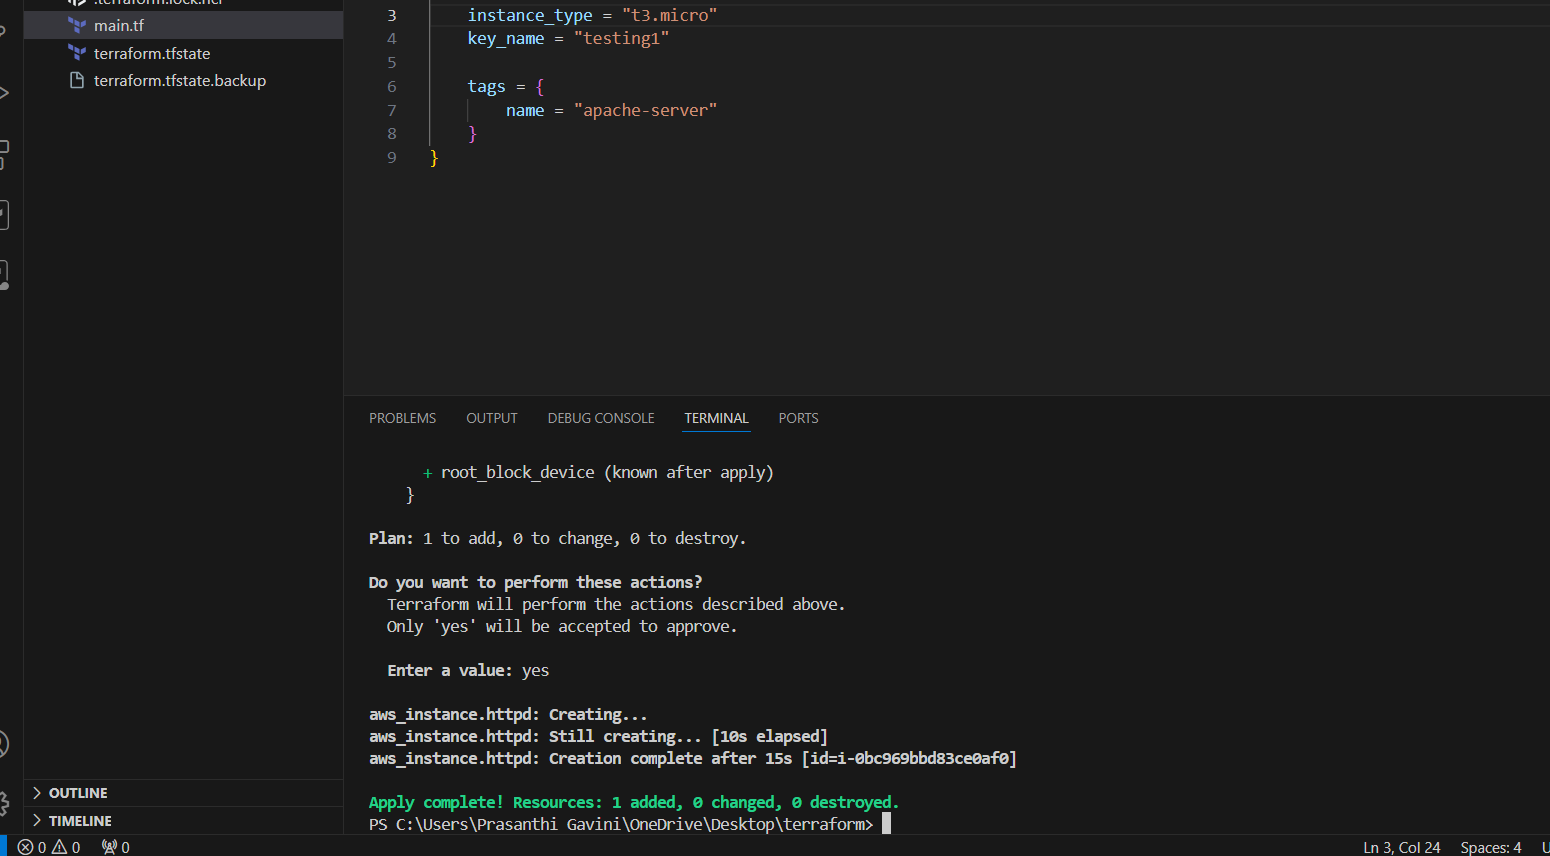 .terraform.lock.hcl
main.tf
terraform.tfstate
terraform.tfstate.backup
3 instance_type = "t3.micro"
4 key_name = "testing1"
5
6 tags = {
7 name = "apache-server"
8 }
9 }
PROBLEMS OUTPUT DEBUG CONSOLE TERMINAL PORTS
+ root_block_device (known after apply)
}
Plan: 1 to add, 0 to change, 0 to destroy.
Do you want to perform these actions?
Terraform will perform the actions described above.
Only 'yes' will be accepted to approve.
Enter a value: yes
aws_instance.httpd: Creating...
aws_instance.httpd: Still creating... [10s elapsed]
aws_instance.httpd: Creation complete after 15s [id=i-0bc969bbd83ce0af0]
Apply complete! Resources: 1 added, 0 changed, 0 destroyed.
PS C:\Users\Prasanthi Gavini\OneDrive\Desktop\terraform>
OUTLINE
TIMELINE
0 0 0 Ln 3, Col 24 Spaces: 4 U